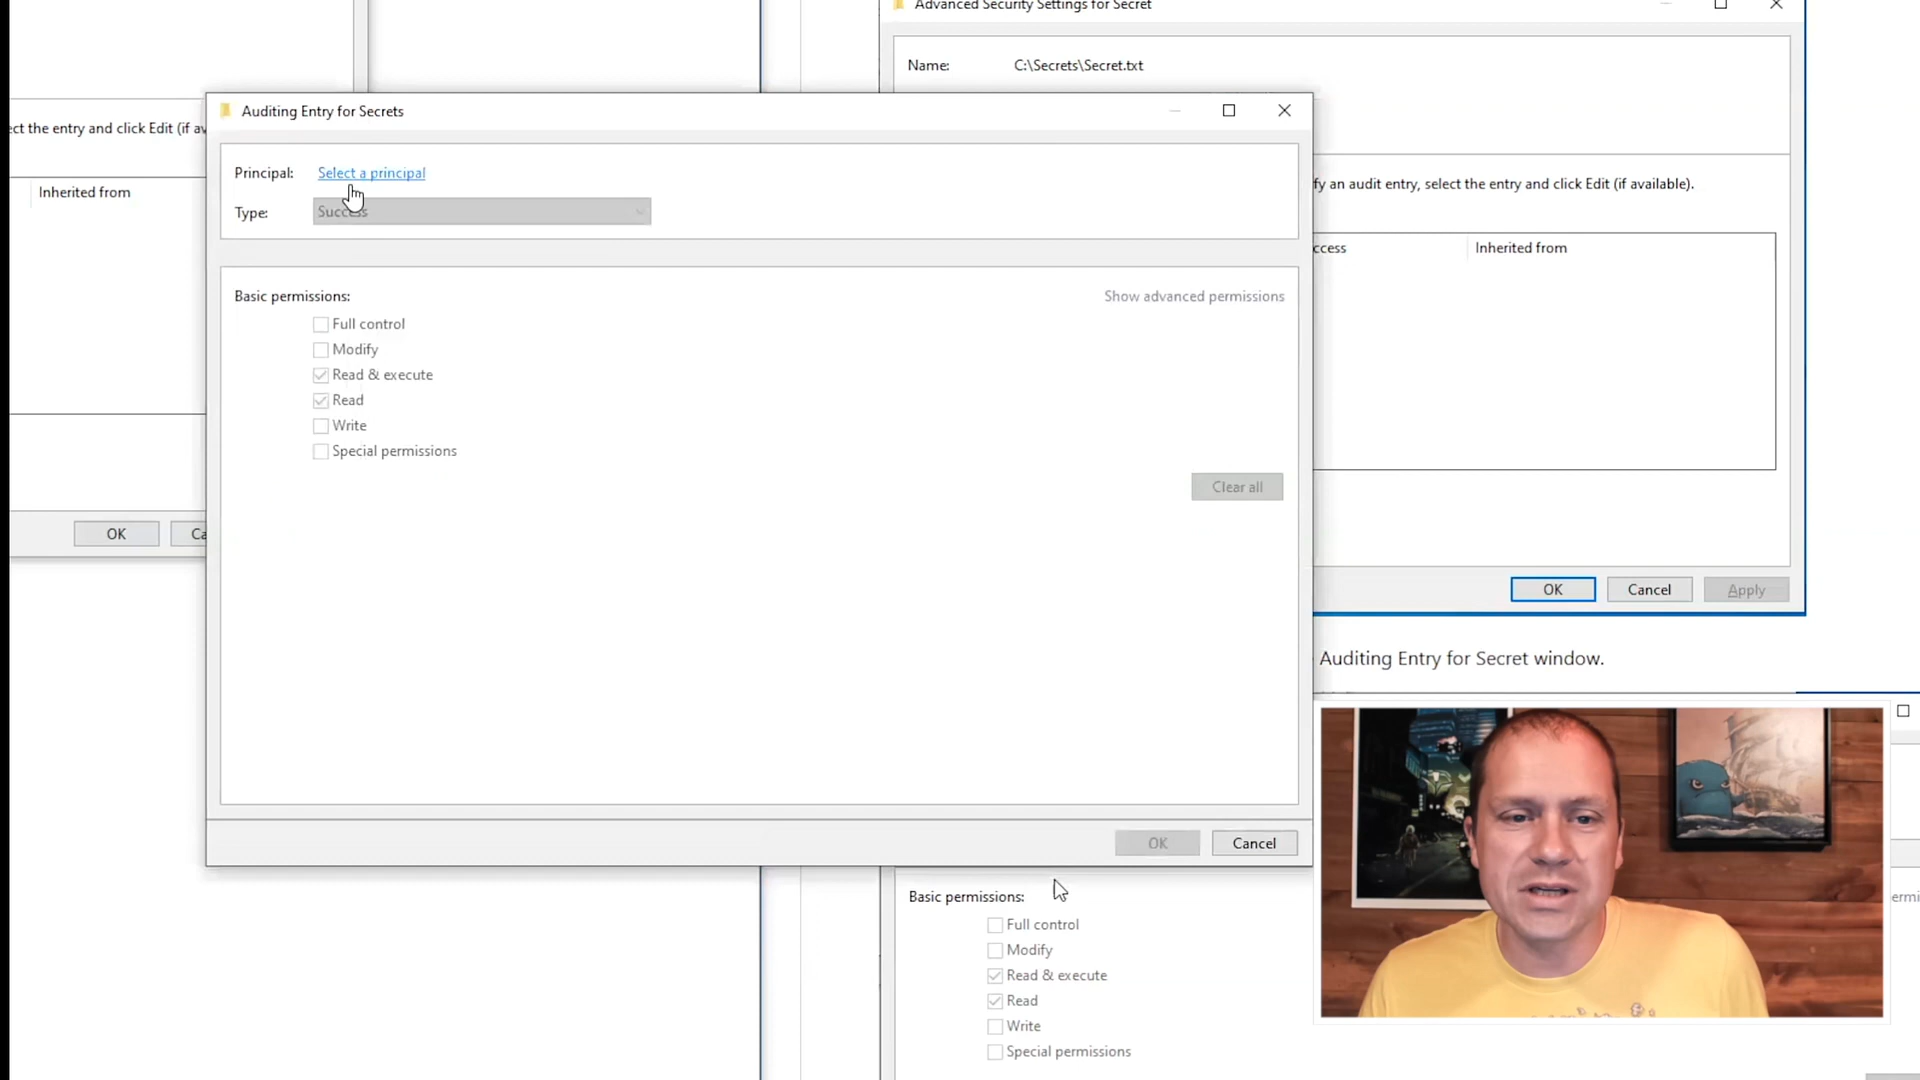 Advanced Security Settings for Secret
Name: C:\Secrets\Secret.txt
ect the entry and click Edit (if av
Inherited from
OK
Ca
Auditing Entry for Secrets
Principal: Select a principal
Type: Success
Basic permissions: Show advanced permissions
Full control
Modify
Read & execute
Read
Write
Special permissions
Clear all
OK Cancel
fy an audit entry, select the entry and click Edit (if available).
ccess Inherited from
OK Cancel Apply
Auditing Entry for Secret window.
Basic permissions:
ermi
Full control
Modify
Read & execute
Read
Write
Special permissions